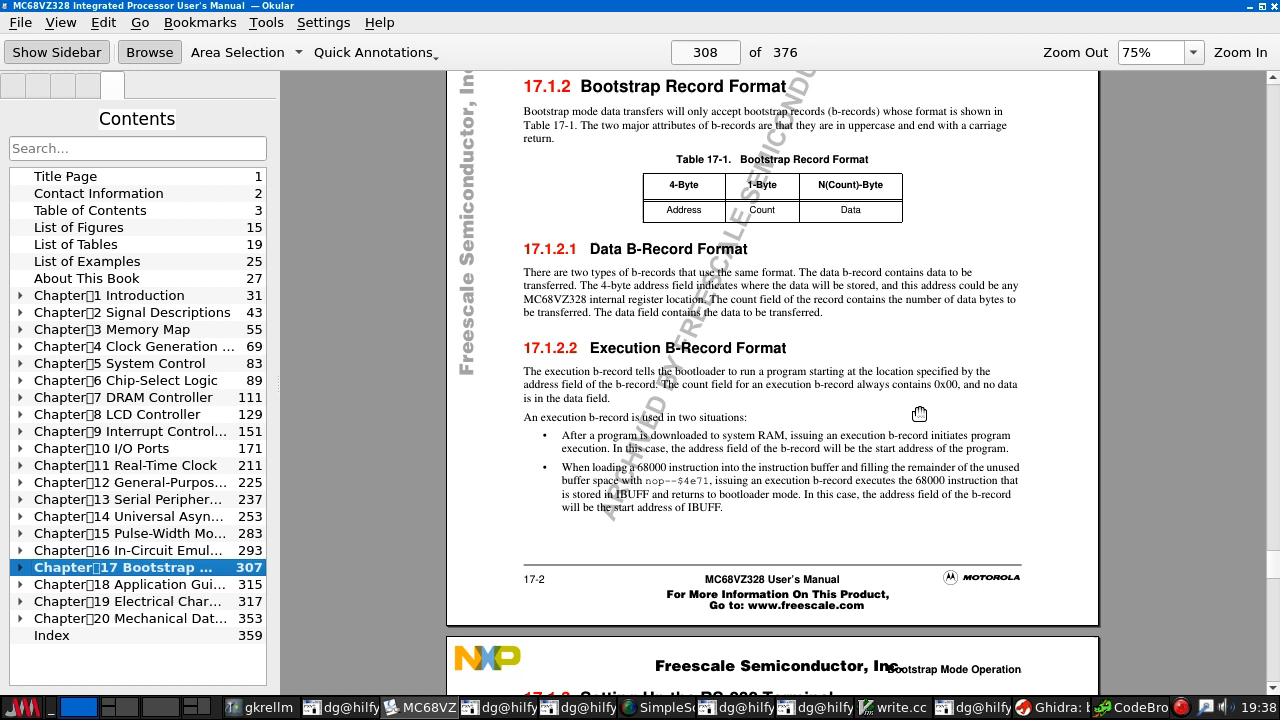 MC68VZ328 Integrated Processor User's Manual — Okular
File View Edit Go Bookmarks Tools Settings Help
Show Sidebar Browse Area Selection Quick Annotations 308 of 376 Zoom Out 75% Zoom In
Contents
Search...
Title Page 1
Contact Information 2
Table of Contents 3
List of Figures 15
List of Tables 19
List of Examples 25
About This Book 27
Chapter 1 Introduction 31
Chapter 2 Signal Descriptions 43
Chapter 3 Memory Map 55
Chapter 4 Clock Generation ... 69
Chapter 5 System Control 83
Chapter 6 Chip-Select Logic 89
Chapter 7 DRAM Controller 111
Chapter 8 LCD Controller 129
Chapter 9 Interrupt Control... 151
Chapter 10 I/O Ports 171
Chapter 11 Real-Time Clock 211
Chapter 12 General-Purpos... 225
Chapter 13 Serial Peripher... 237
Chapter 14 Universal Asyn... 253
Chapter 15 Pulse-Width Mo... 283
Chapter 16 In-Circuit Emul... 293
Chapter 17 Bootstrap ... 307
Chapter 18 Application Gui... 315
Chapter 19 Electrical Char... 317
Chapter 20 Mechanical Dat... 353
Index 359
Freescale Semiconductor, Inc
ARCHIVED BY FREESCALE SEMICONDU
17.1.2 Bootstrap Record Format
Bootstrap mode data transfers will only accept bootstrap records (b-records) whose format is shown in
Table 17-1. The two major attributes of b-records are that they are in uppercase and end with a carriage
return.
Table 17-1. Bootstrap Record Format
4-Byte 1-Byte N(Count)-Byte
Address Count Data
17.1.2.1 Data B-Record Format
There are two types of b-records that use the same format. The data b-record contains data to be
transferred. The 4-byte address field indicates where the data will be stored, and this address could be any
MC68VZ328 internal register location. The count field of the record contains the number of data bytes to
be transferred. The data field contains the data to be transferred.
17.1.2.2 Execution B-Record Format
The execution b-record tells the bootloader to run a program starting at the location specified by the
address field of the b-record. The count field for an execution b-record always contains 0x00, and no data
is in the data field.
An execution b-record is used in two situations:
• After a program is downloaded to system RAM, issuing an execution b-record initiates program
execution. In this case, the address field of the b-record will be the start address of the program.
• When loading a 68000 instruction into the instruction buffer and filling the remainder of the unused
buffer space with nop--$4e71, issuing an execution b-record executes the 68000 instruction that
is stored in IBUFF and returns to bootloader mode. In this case, the address field of the b-record
will be the start address of IBUFF.
17-2 MC68VZ328 User's Manual MOTOROLA
For More Information On This Product,
Go to: www.freescale.com
NXP Freescale Semiconductor, Inc. Bootstrap Mode Operation
gkrellm dg@hilfy MC68VZ dg@hilfy dg@hilfy SimpleSc dg@hilfy dg@hilfy write.cc dg@hilfy Ghidra: b CodeBro 19:38